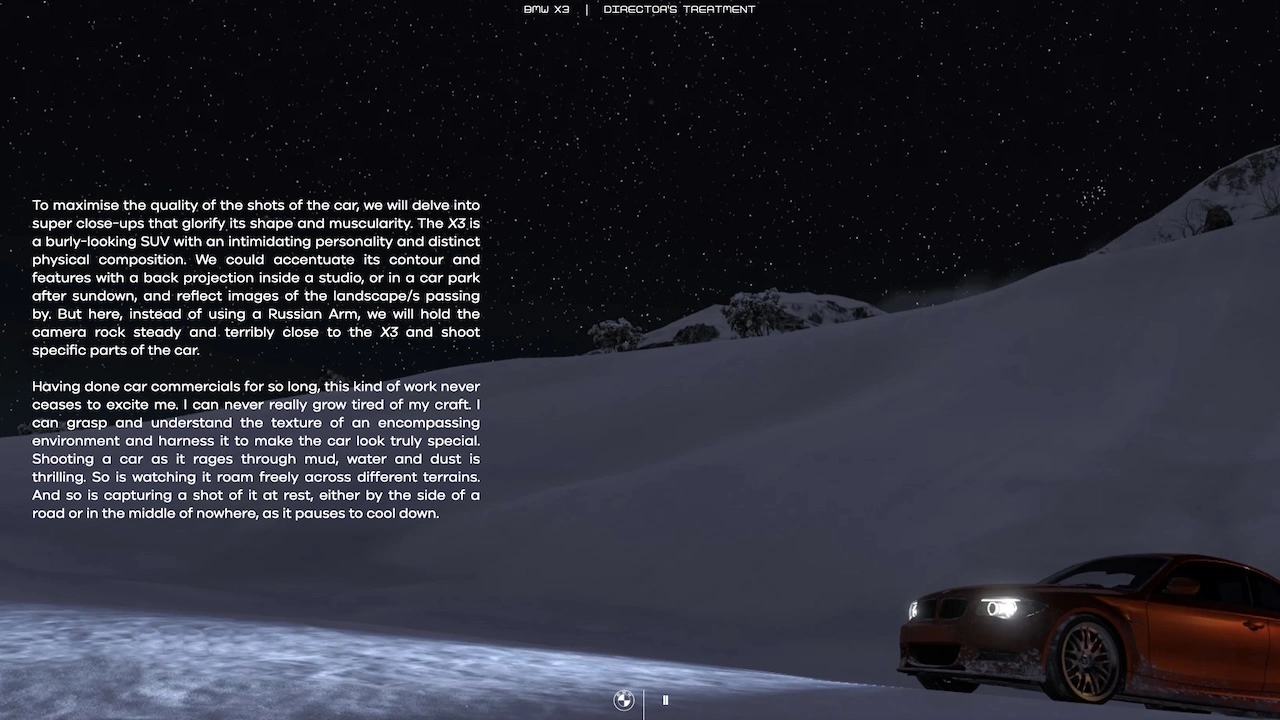 BMW X3 | DIRECTOR'S TREATMENT
To maximise the quality of the shots of the car, we will delve into
super close-ups that glorify its shape and muscularity. The X3 is
a burly-looking SUV with an intimidating personality and distinct
physical composition. We could accentuate its contour and
features with a back projection inside a studio, or in a car park
after sundown, and reflect images of the landscape/s passing
by. But here, instead of using a Russian Arm, we will hold the
camera rock steady and terribly close to the X3 and shoot
specific parts of the car.
Having done car commercials for so long, this kind of work never
ceases to excite me. I can never really grow tired of my craft. I
can grasp and understand the texture of an encompassing
environment and harness it to make the car look truly special.
Shooting a car as it rages through mud, water and dust is
thrilling. So is watching it roam freely across different terrains.
And so is capturing a shot of it at rest, either by the side of a
road or in the middle of nowhere, as it pauses to cool down.